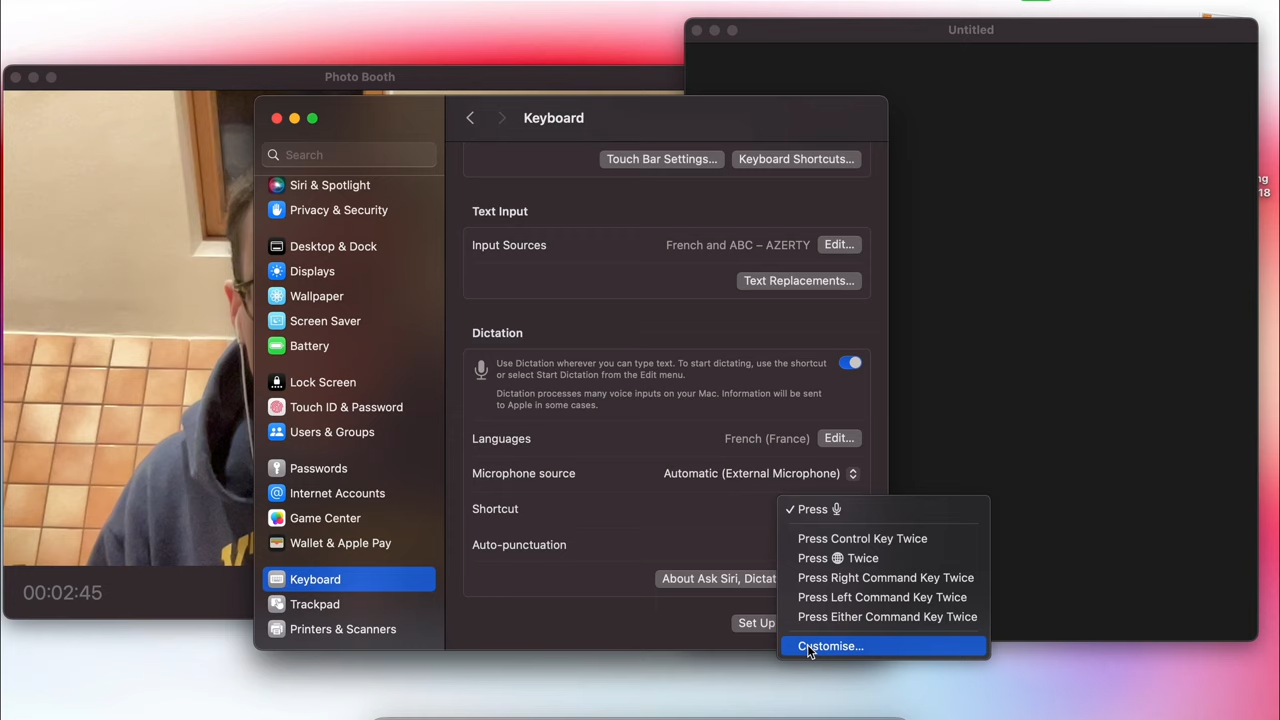 Untitled
Photo Booth
Keyboard
Search
Touch Bar Settings...
Keyboard Shortcuts...
Siri & Spotlight
Privacy & Security
Desktop & Dock
Displays
Wallpaper
Screen Saver
Battery
Lock Screen
Touch ID & Password
Users & Groups
Passwords
Internet Accounts
Game Center
Wallet & Apple Pay
Keyboard
Trackpad
Printers & Scanners
Text Input
Input Sources
French and ABC – AZERTY
Edit...
Text Replacements...
Dictation
Use Dictation wherever you can type text. To start dictating, use the shortcut
or select Start Dictation from the Edit menu.
Dictation processes many voice inputs on your Mac. Information will be sent
to Apple in some cases.
Languages
French (France)
Edit...
Microphone source
Automatic (External Microphone)
Shortcut
Auto-punctuation
About Ask Siri, Dictat
Set Up
Press
Press Control Key Twice
Press Twice
Press Right Command Key Twice
Press Left Command Key Twice
Press Either Command Key Twice
Customise...
00:02:45
ng
18